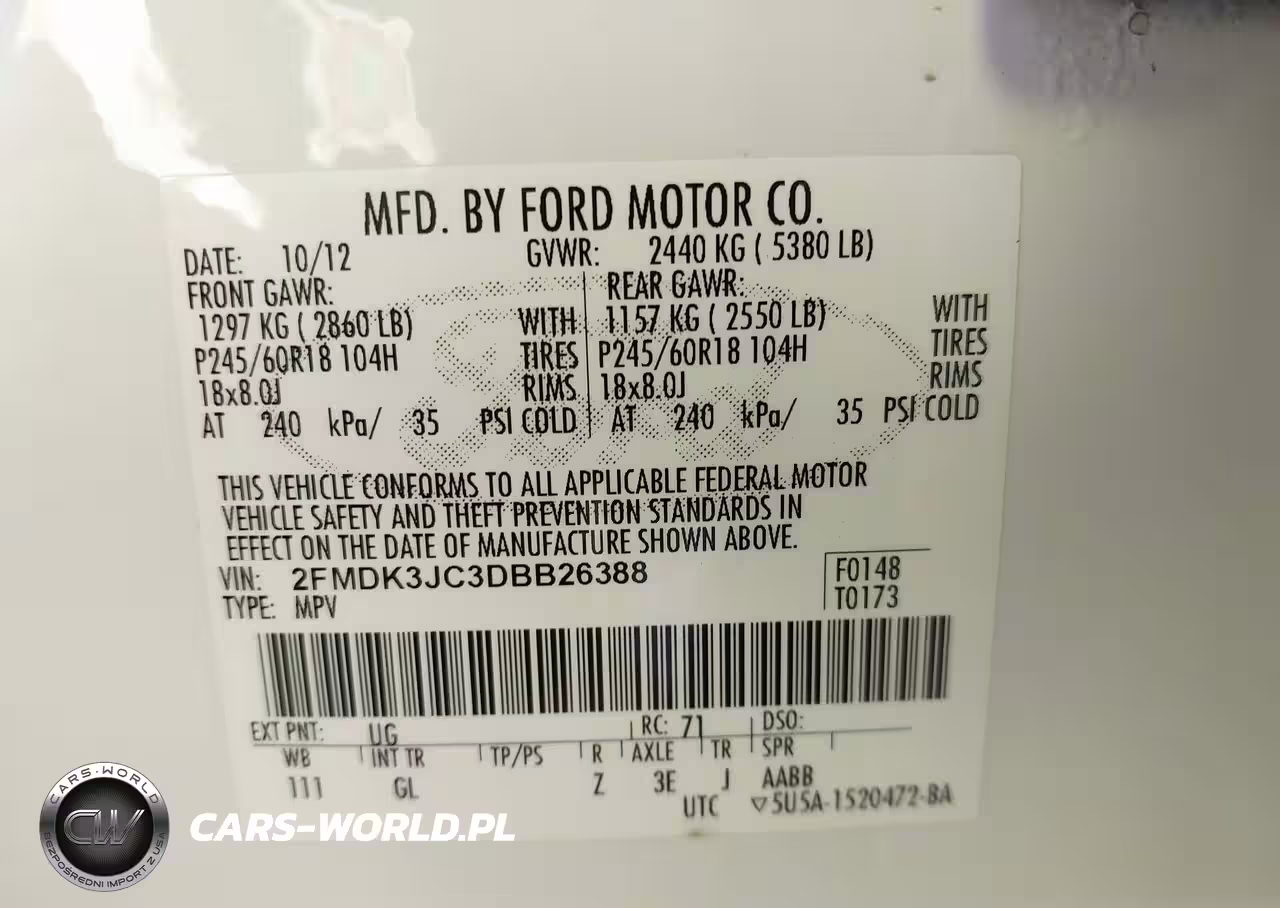 MFD. BY FORD MOTOR CO.
DATE: 10/12 GVWR: 2440 KG ( 5380 LB)
FRONT GAWR: REAR GAWR:
1297 KG ( 2860 LB) WITH 1157 KG ( 2550 LB) WITH
P245/60R18 104H TIRES P245/60R18 104H TIRES
18x8.0J RIMS 18x8.0J RIMS
AT 240 kPa/ 35 PSI COLD AT 240 kPa/ 35 PSI COLD
THIS VEHICLE CONFORMS TO ALL APPLICABLE FEDERAL MOTOR
VEHICLE SAFETY AND THEFT PREVENTION STANDARDS IN
EFFECT ON THE DATE OF MANUFACTURE SHOWN ABOVE.
VIN: 2FMDK3JC3DBB26388 F0148
TYPE: MPV T0173
EXT PNT: UG RC: 71 DSO:
WB INT TR TP/PS R AXLE TR SPR
111 GL Z 3E J AABB
UTC ▽5U5A-1520472-BA
CARS-WORLD
CW
BEZPOŚREDNI IMPORT Z USA
CARS-WORLD.PL